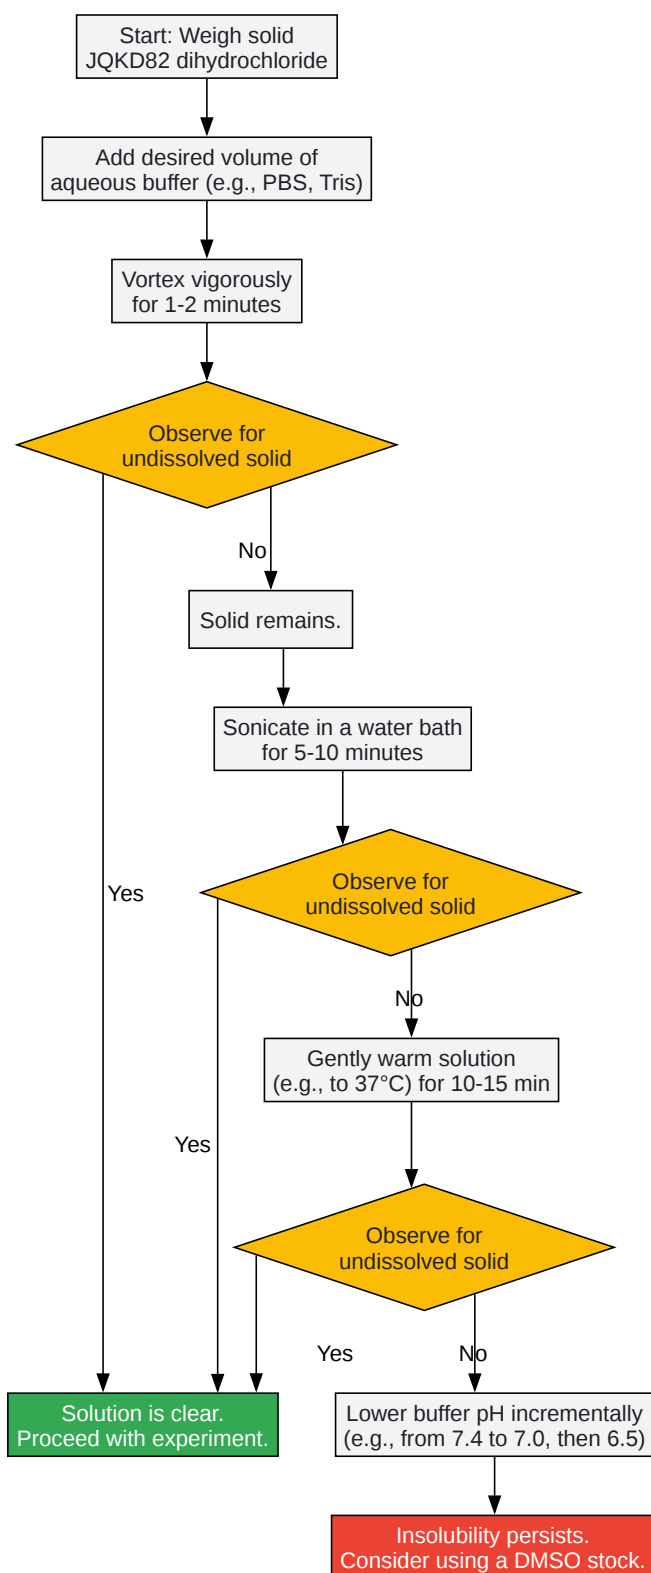 Start: Weigh solid
JQKD82 dihydrochloride
Add desired volume of
aqueous buffer (e.g., PBS, Tris)
Vortex vigorously
for 1-2 minutes
Observe for
undissolved solid
No
Solid remains.
Sonicate in a water bath
for 5-10 minutes
Yes
Observe for
undissolved solid
No
Gently warm solution
(e.g., to 37°C) for 10-15 min
Yes
Observe for
undissolved solid
Yes
No
Solution is clear.
Proceed with experiment.
Lower buffer pH incrementally
(e.g., from 7.4 to 7.0, then 6.5)
Insolubility persists.
Consider using a DMSO stock.